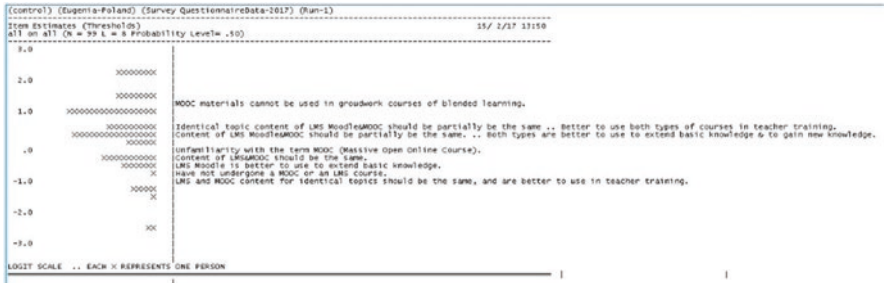 (control) (Eugenia-Poland) (Survey QuestionnaireData-2017) (Run-1)
Item Estimates (Thresholds) 15/ 2/17 13:50
all on all (N = 99 L = 8 Probability Level= .50)
3.0
XXXXXXXX
2.0
XXXXXXXX
MOOC materials cannot be used in groudwork courses of blended learning.
1.0 XXXXXXXXXXXXXXXXXX
XXXXXXXXXX Identical topic content of LMS Moodle&MOOC should be partially be the same .. Better to use both types of courses in teacher training.
XXXXXXXXXXXXXXXXX Content of LMS Moodle&MOOC should be partially be the same. .. Both types are better to use to extend basic knowledge & to gain new knowledge.
XXXXXX
.0 Unfamiliarity with the term MOOC (Massive Open Online Course).
XXXXXXXXXXX Content of LMS&MOOC should be the same.
XXXXXXX LMS Moodle is better to use to extend basic knowledge.
X Have not undergone a MOOC or an LMS course.
-1.0 LMS and MOOC content for identical topics should be the same, and are better to use in teacher training.
XXXXX
X
-2.0
XX
-3.0
LOGIT SCALE .. EACH X REPRESENTS ONE PERSON